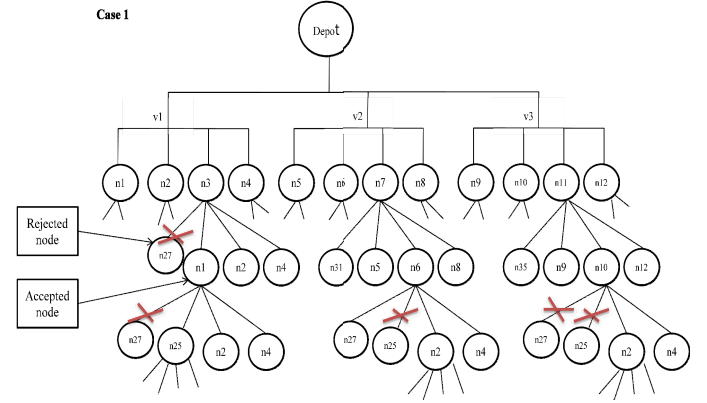 Case 1
Depot
v1
v2
v3
n1
n2
n3
n4
n5
n6
n7
n8
n9
n10
n11
n12
Rejected
node
n27
n1
n2
n4
n31
n5
n6
n8
n35
n9
n10
n12
Accepted
node
n27
n25
n2
n4
n27
n25
n2
n4
n27
n25
n2
n4